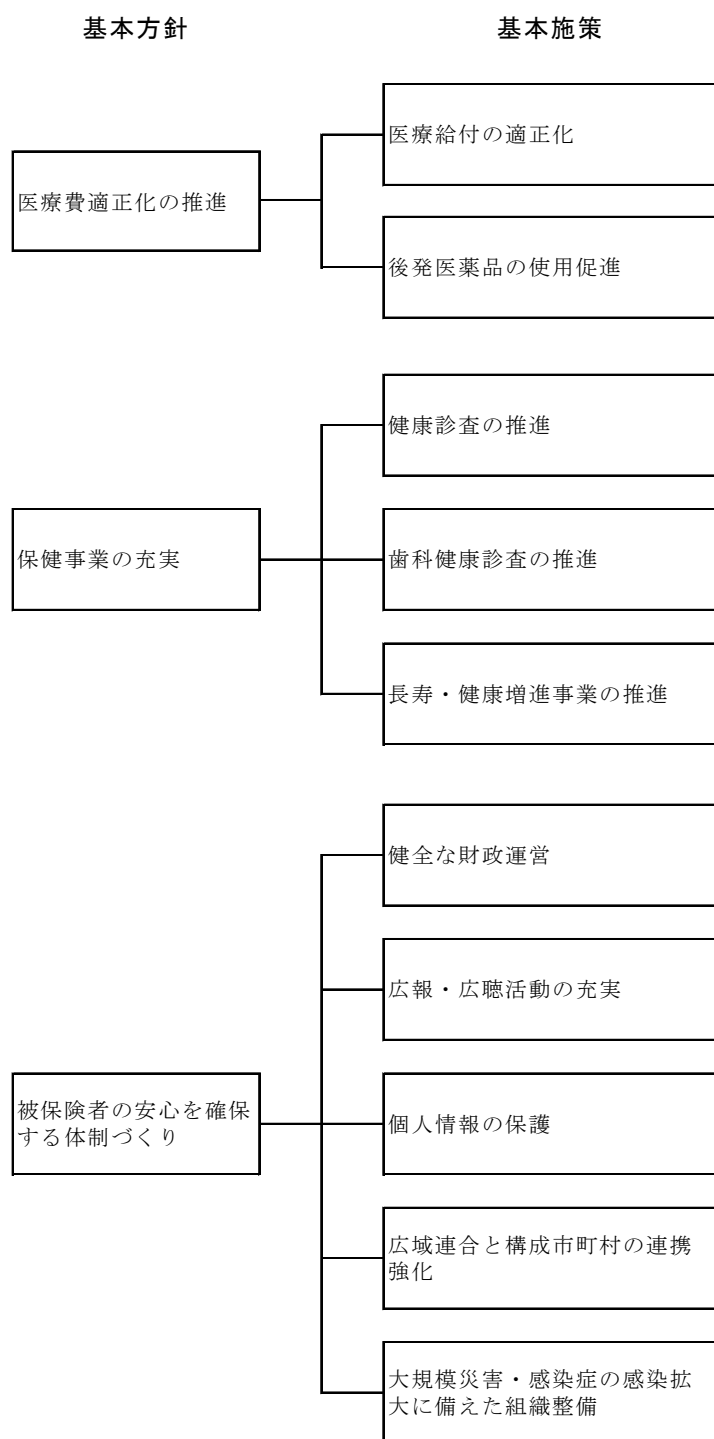 基本方針
基本施策
医療費適正化の推進
医療給付の適正化
後発医薬品の使用促進
保健事業の充実
健康診査の推進
歯科健康診査の推進
長寿・健康増進事業の推進
被保険者の安心を確保
する体制づくり
健全な財政運営
広報・広聴活動の充実
個人情報の保護
広域連合と構成市町村の連携
強化
大規模災害・感染症の感染拡
大に備えた組織整備